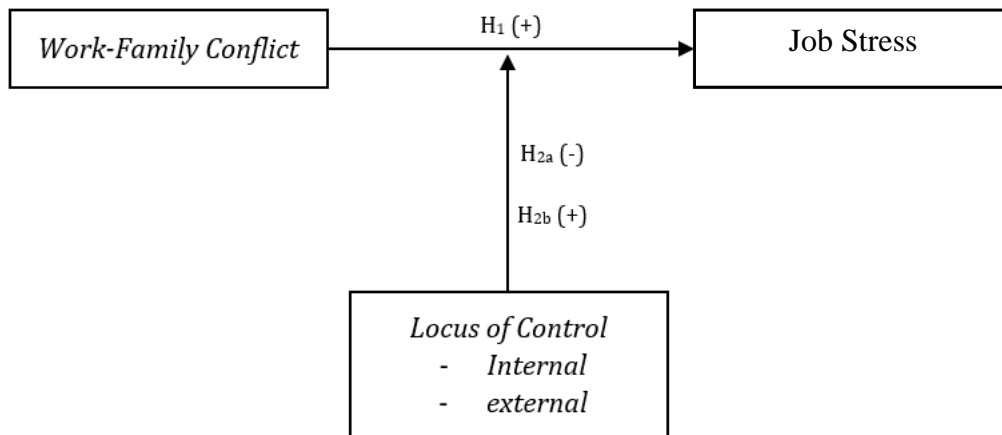 H₁ (+)
Work-Family Conflict
Job Stress
H₂ₐ (-)
H₂b (+)
Locus of Control
- Internal
- external